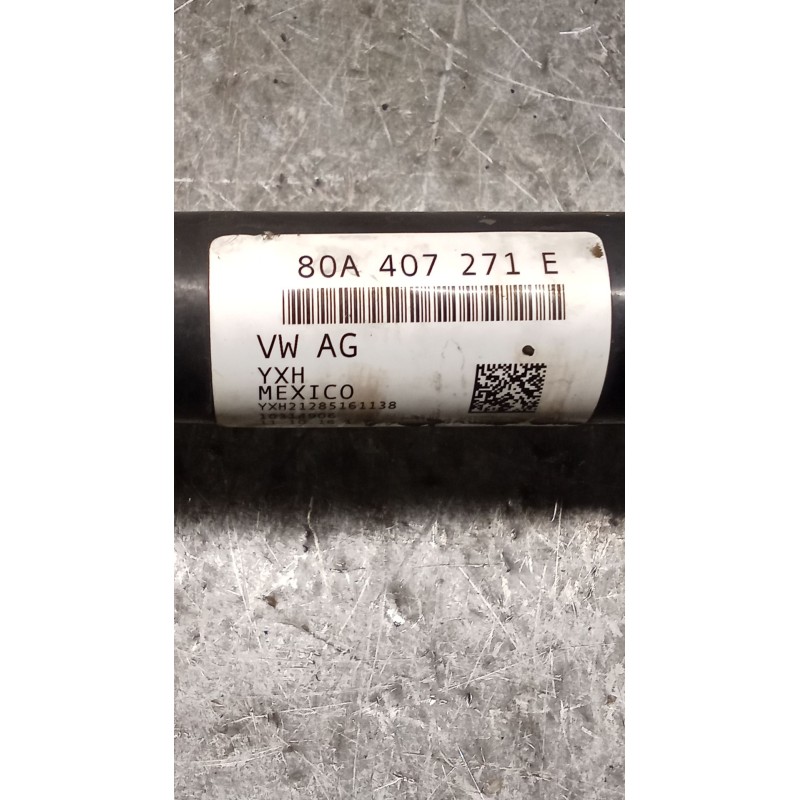 80A 407 271 E
VW AG
YXH
MEXICO
YXH21285161138